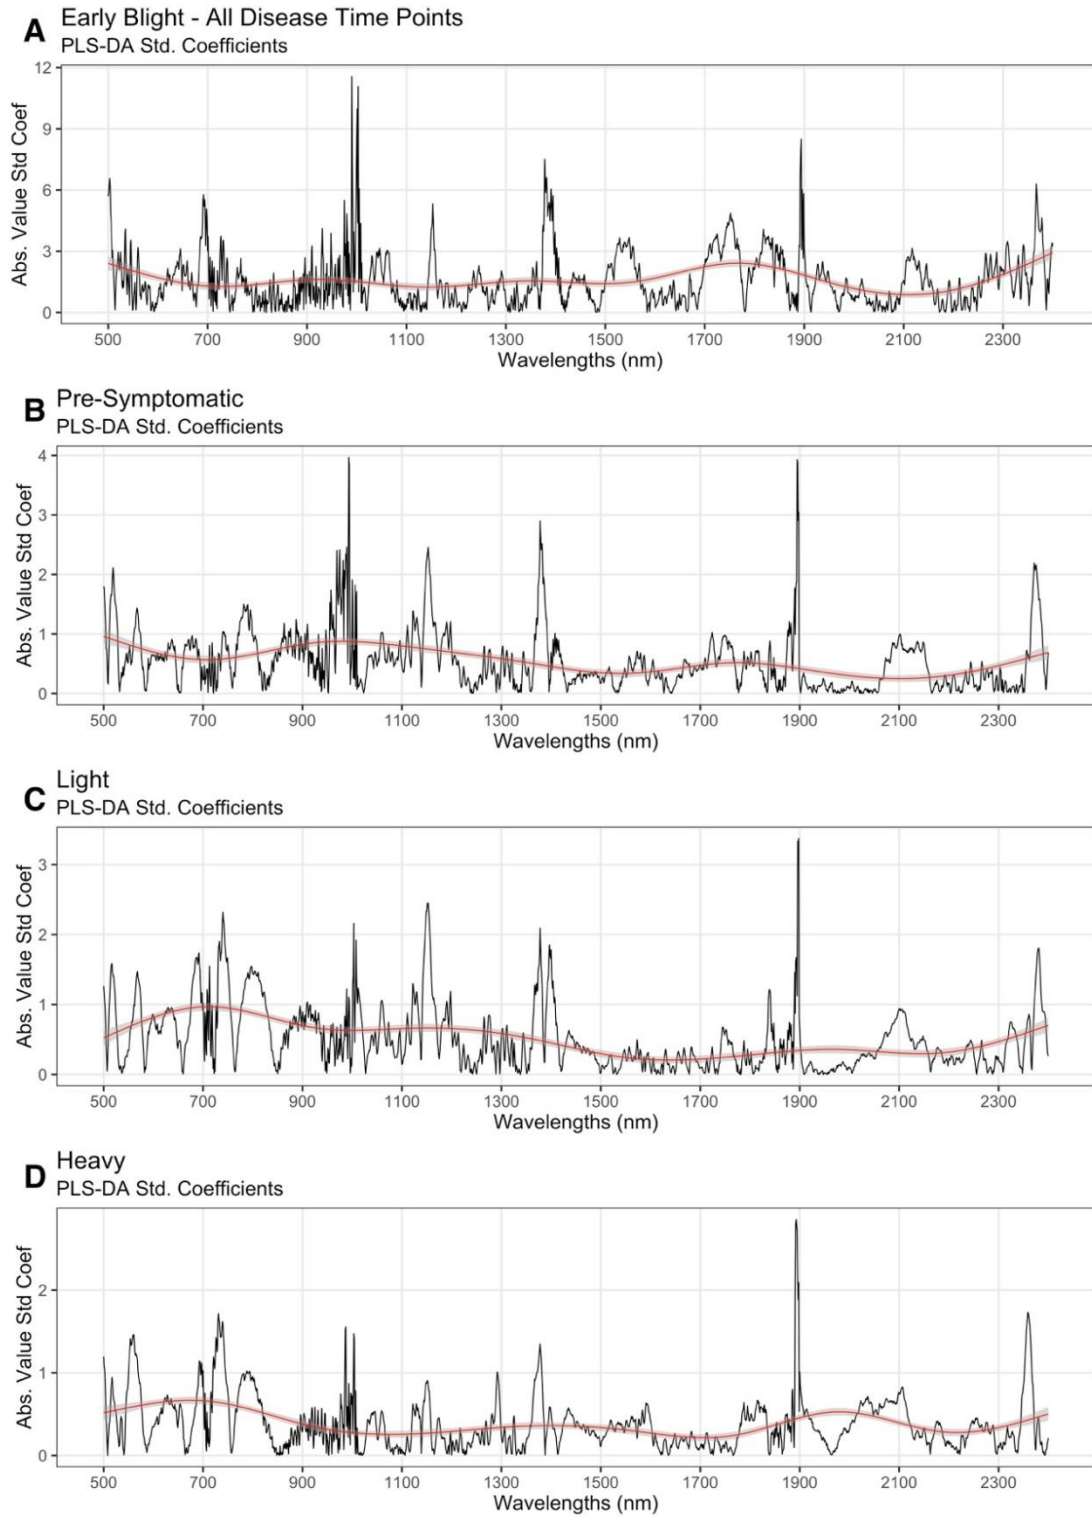 A Early Blight - All Disease Time Points
PLS-DA Std. Coefficients
Abs. Value Std Coef
12
9
6
3
0
500 700 900 1100 1300 1500 1700 1900 2100 2300
Wavelengths (nm)
B Pre-Symptomatic
PLS-DA Std. Coefficients
Abs. Value Std Coef
4
3
2
1
0
500 700 900 1100 1300 1500 1700 1900 2100 2300
Wavelengths (nm)
C Light
PLS-DA Std. Coefficients
Abs. Value Std Coef
3
2
1
0
500 700 900 1100 1300 1500 1700 1900 2100 2300
Wavelengths (nm)
D Heavy
PLS-DA Std. Coefficients
Abs. Value Std Coef
2
1
0
500 700 900 1100 1300 1500 1700 1900 2100 2300
Wavelengths (nm)